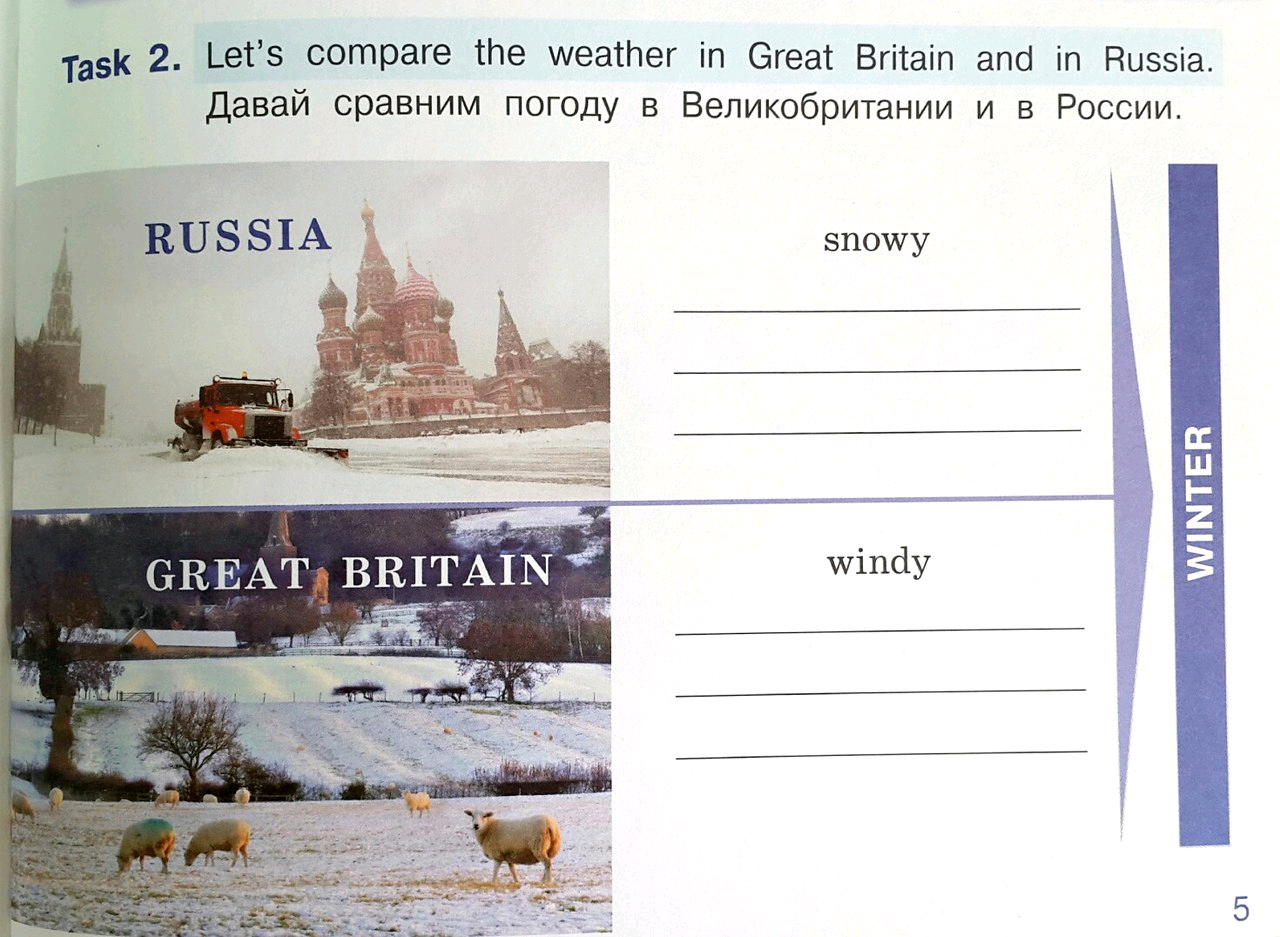 Task 2. Let's compare the weather in Great Britain and in Russia.
Давай сравним погоду в Великобритании и в России.
RUSSIA
snowy
GREAT BRITAIN
windy
WINTER
5